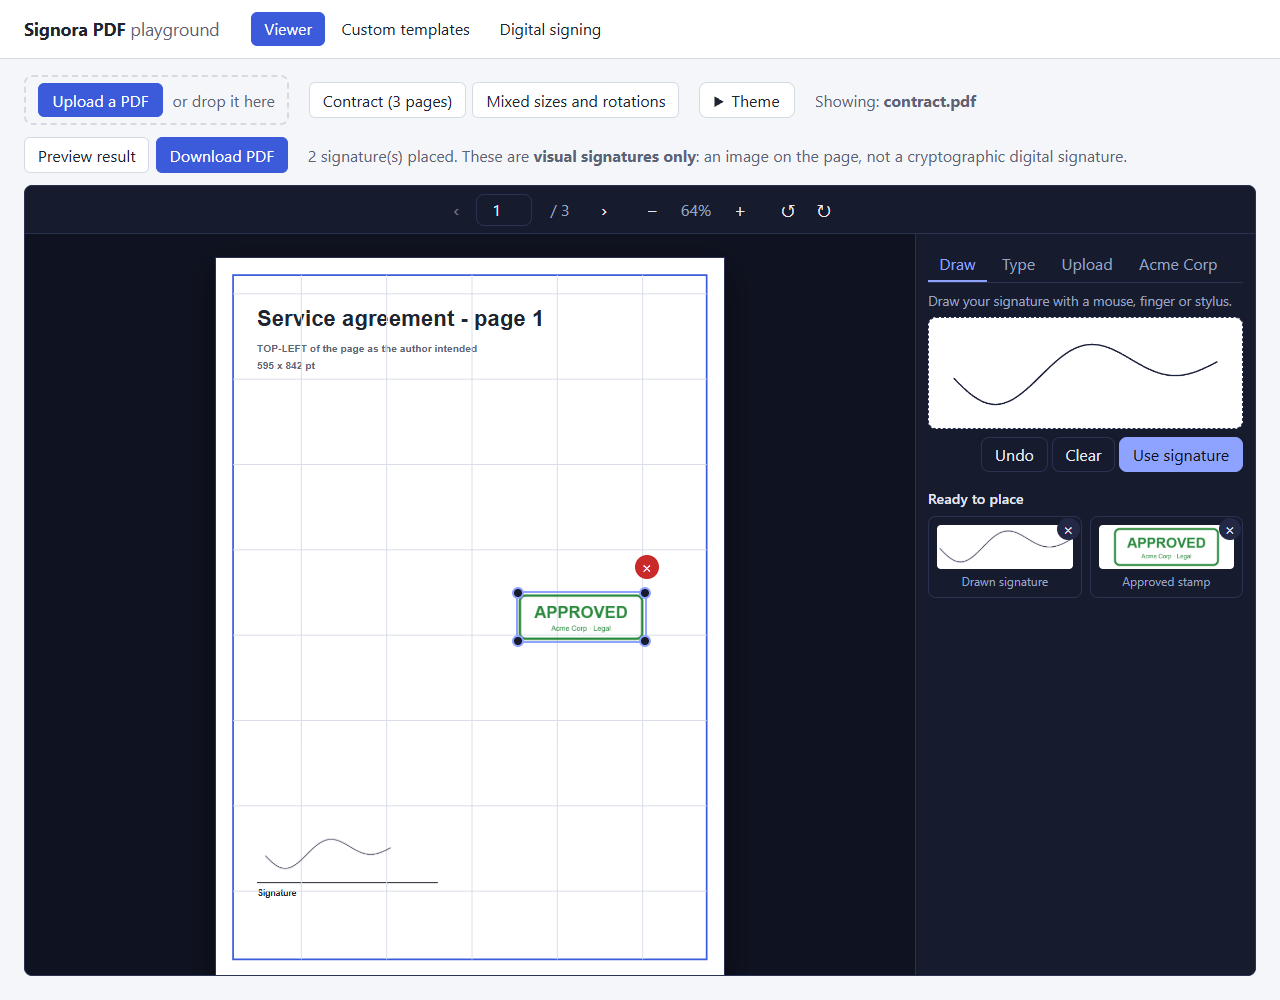 Signora PDF playground
Viewer
Custom templates
Digital signing
Upload a PDF
or drop it here
Contract (3 pages)
Mixed sizes and rotations
▶ Theme
Showing: contract.pdf
Preview result
Download PDF
2 signature(s) placed. These are visual signatures only: an image on the page, not a cryptographic digital signature.
‹ 1 / 3 › − 64% + ↺ ↻
Service agreement - page 1
TOP-LEFT of the page as the author intended
595 x 842 pt
×
APPROVED
Acme Corp · Legal
Signature
Draw
Type
Upload
Acme Corp
Draw your signature with a mouse, finger or stylus.
Undo
Clear
Use signature
Ready to place
×
Drawn signature
×
APPROVED
Acme Corp · Legal
Approved stamp